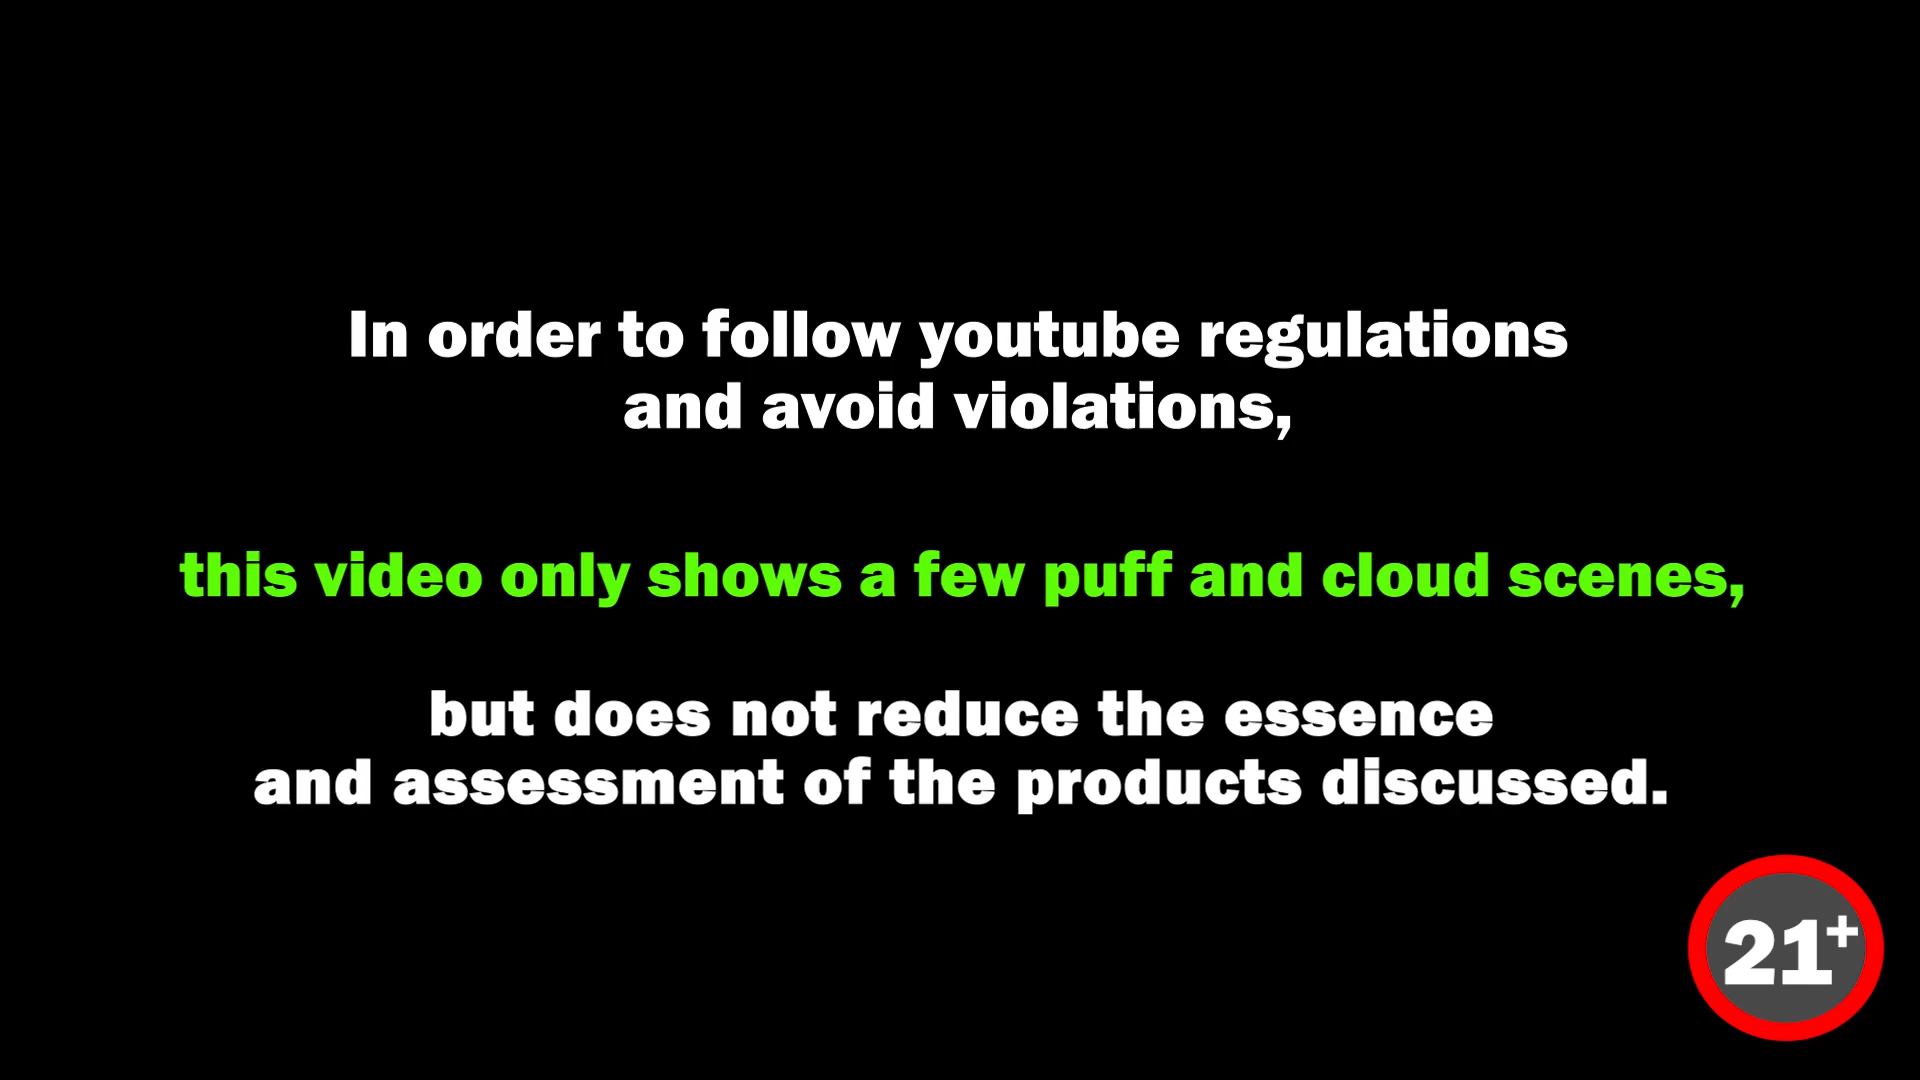 In order to follow youtube regulations
and avoid violations,
this video only shows a few puff and cloud scenes,
but does not reduce the essence
and assessment of the products discussed.
21+